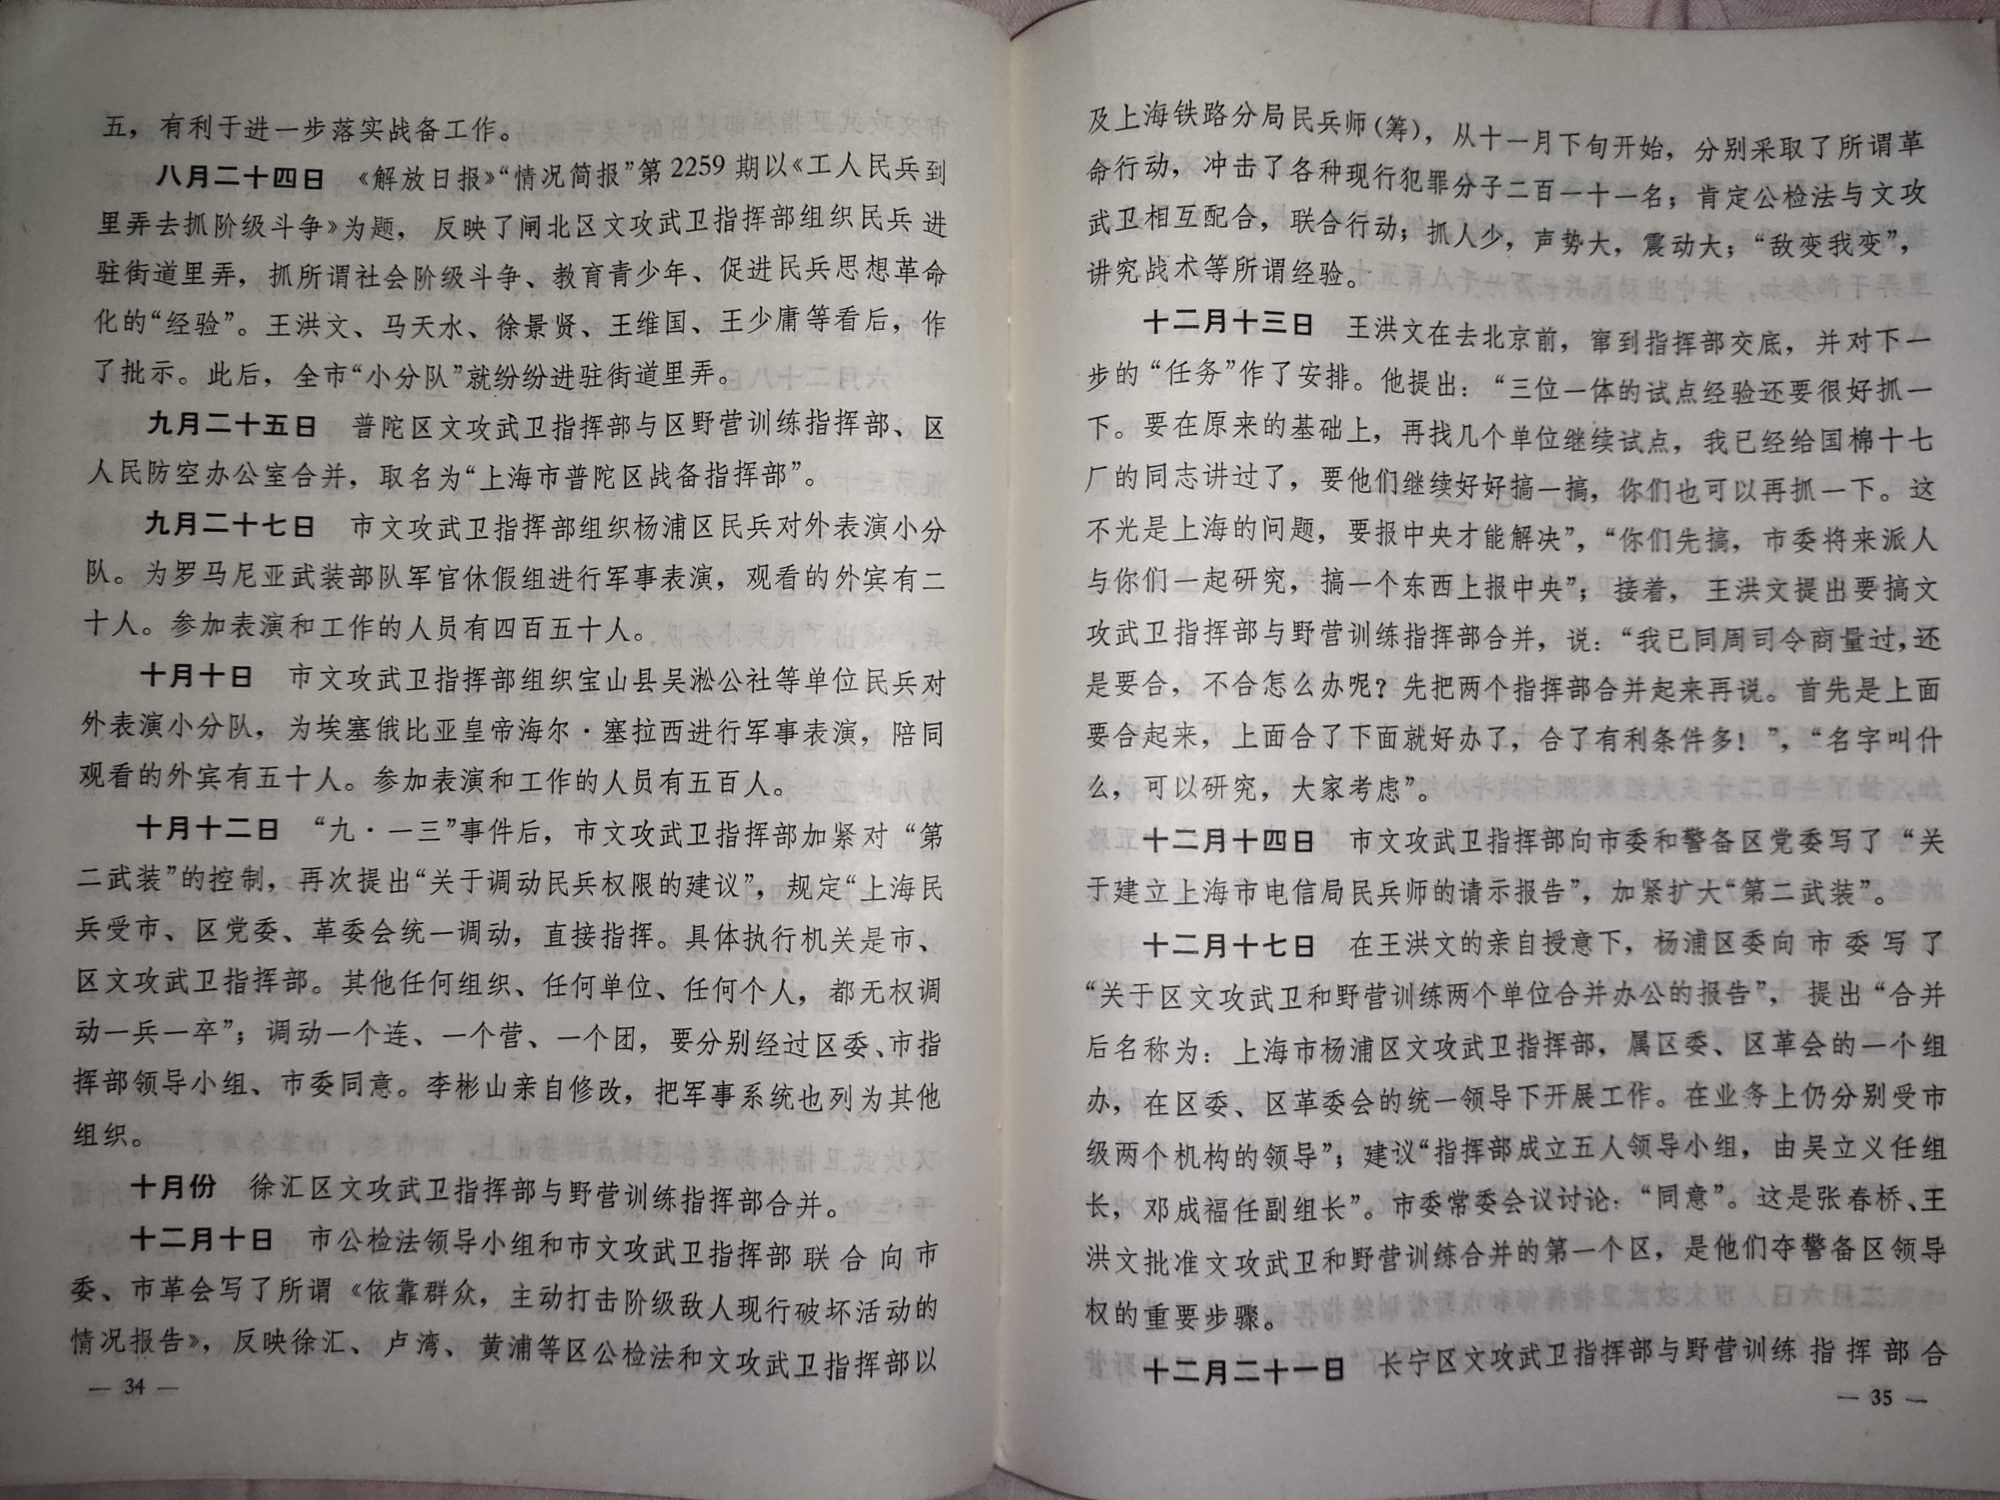 五，有利于进一步落实战备工作。
八月二十四日　《解放日报》“情况简报”第2259期以《工人民兵到
里弄去抓阶级斗争》为题，反映了闸北区文攻武卫指挥部组织民兵进
驻街道里弄，抓所谓社会阶级斗争、教育青少年、促进民兵思想革命
化的“经验”。王洪文、马天水、徐景贤、王维国、王少庸等看后，作
了批示。此后，全市“小分队”就纷纷进驻街道里弄。
九月二十五日　普陀区文攻武卫指挥部与区野营训练指挥部、区
人民防空办公室合并，取名为“上海市普陀区战备指挥部”。
九月二十七日　市文攻武卫指挥部组织杨浦区民兵对外表演小分
队。为罗马尼亚武装部队军官休假组进行军事表演，观看的外宾有二
十人。参加表演和工作的人员有四百五十人。
十月十日　市文攻武卫指挥部组织宝山县吴淞公社等单位民兵对
外表演小分队，为埃塞俄比亚皇帝海尔·塞拉西进行军事表演，陪同
观看的外宾有五十人。参加表演和工作的人员有五百人。
十月十二日　“九·一三”事件后，市文攻武卫指挥部加紧对“第
二武装”的控制，再次提出“关于调动民兵权限的建议”，规定“上海民
兵受市、区党委、革委会统一调动，直接指挥。具体执行机关是市、
区文攻武卫指挥部。其他任何组织、任何单位、任何个人，都无权调
动一兵一卒”；调动一个连、一个营、一个团，要分别经过区委、市指
挥部领导小组、市委同意。李彬山亲自修改，把军事系统也列为其他
组织。
十月份　徐汇区文攻武卫指挥部与野营训练指挥部合并。
十二月十日　市公检法领导小组和市文攻武卫指挥部联合向市
委、市革会写了所谓《依靠群众，主动打击阶级敌人现行破坏活动的
情况报告》，反映徐汇、卢湾、黄浦等区公检法和文攻武卫指挥部以
— 34 —
及上海铁路分局民兵师(筹)，从十一月下旬开始，分别采取了所谓革
命行动，冲击了各种现行犯罪分子二百一十一名；肯定公检法与文攻
武卫相互配合，联合行动；抓人少，声势大，震动大；“敌变我变”，
讲究战术等所谓经验。
十二月十三日　王洪文在去北京前，窜到指挥部交底，并对下一
步的“任务”作了安排。他提出：“三位一体的试点经验还要很好抓一
下。要在原来的基础上，再找几个单位继续试点，我已经给国棉十七
厂的同志讲过了，要他们继续好好搞一搞，你们也可以再抓一下。这
不光是上海的问题，要报中央才能解决”，“你们先搞，市委将来派人
与你们一起研究，搞一个东西上报中央”；接着，王洪文提出要搞文
攻武卫指挥部与野营训练指挥部合并，说：“我已同周司令商量过，还
是要合，不合怎么办呢？先把两个指挥部合并起来再说。首先是上面
要合起来，上面合了下面就好办了，合了有利条件多！”，“名字叫什
么，可以研究，大家考虑”。
十二月十四日　市文攻武卫指挥部向市委和警备区党委写了“关
于建立上海市电信局民兵师的请示报告”，加紧扩大“第二武装”。
十二月十七日　在王洪文的亲自授意下，杨浦区委向市委写了
“关于区文攻武卫和野营训练两个单位合并办公的报告”，提出“合并
后名称为：上海市杨浦区文攻武卫指挥部，属区委、区革会的一个组
办，在区委、区革委会的统一领导下开展工作。在业务上仍分别受市
级两个机构的领导”；建议“指挥部成立五人领导小组，由吴立义任组
长，邓成福任副组长”。市委常委会议讨论：“同意”。这是张春桥、王
洪文批准文攻武卫和野营训练合并的第一个区，是他们夺警备区领导
权的重要步骤。
十二月二十一日　长宁区文攻武卫指挥部与野营训练指挥部合
— 35 —